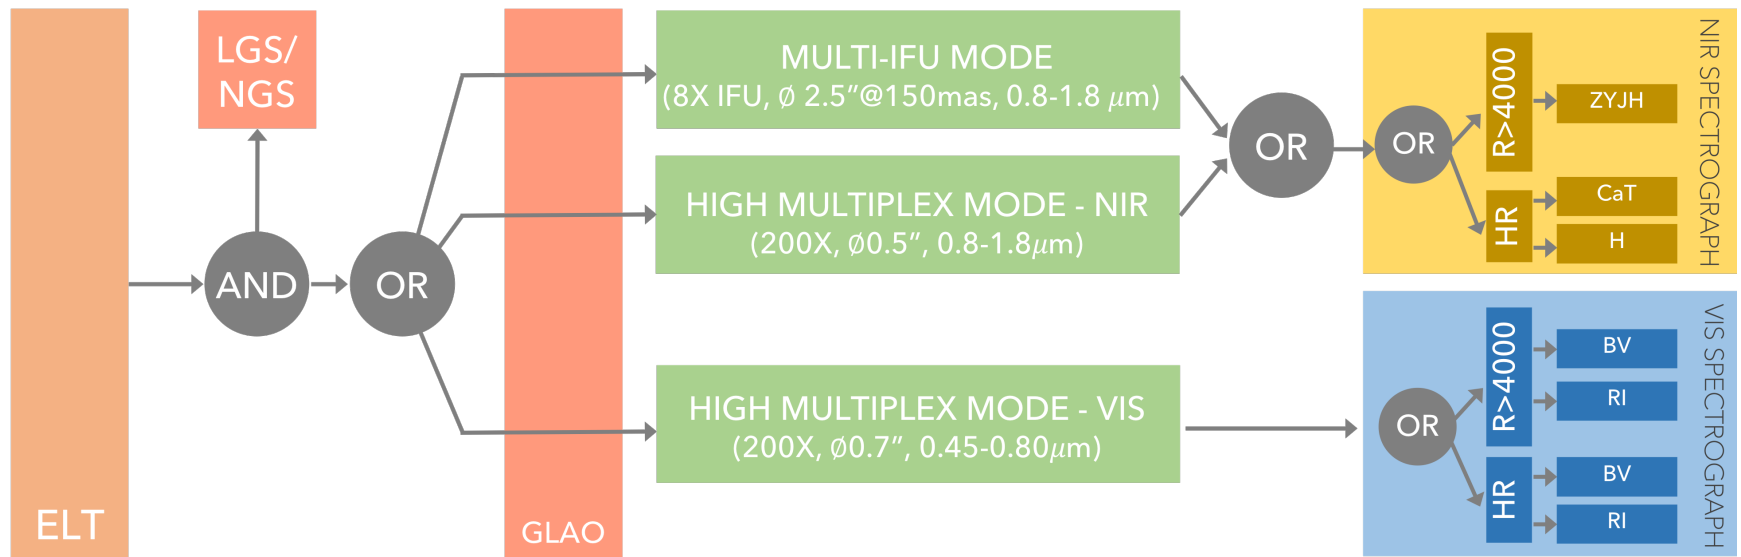 ELT
LGS/
NGS
AND
OR
GLAO
MULTI-IFU MODE
(8X IFU, Ø 2.5”@150mas, 0.8-1.8 μm)
HIGH MULTIPLEX MODE - NIR
(200X, Ø0.5”, 0.8-1.8μm)
HIGH MULTIPLEX MODE - VIS
(200X, Ø0.7”, 0.45-0.80μm)
OR
OR
R>4000
ZYJH
HR
CaT
H
NIR SPECTROGRAPH
OR
R>4000
BV
RI
HR
BV
RI
VIS SPECTROGRAPH